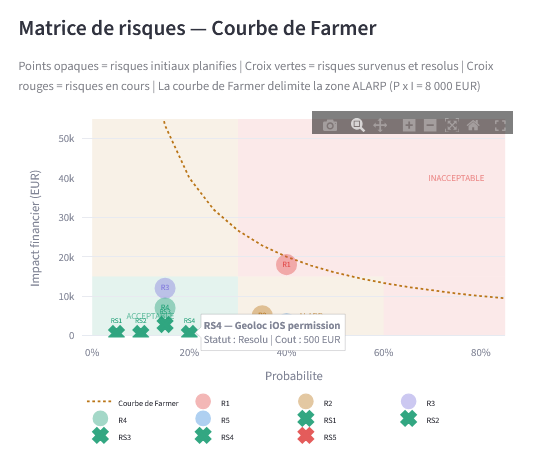 Matrice de risques — Courbe de Farmer
Points opaques = risques initiaux planifies | Croix vertes = risques survenus et resolus | Croix
rouges = risques en cours | La courbe de Farmer delimite la zone ALARP (P x I = 8 000 EUR)
50k
INACCEPTABLE
40k
Impact financier (EUR)
30k
20k
R1
R3
10k
R4
RS1
RS2
RS4
RS4 — Geoloc iOS permission
Statut : Resolu | Cout : 500 EUR
0
0%
20%
40%
60%
80%
Probabilite
Courbe de Farmer
R1
R2
R3
R4
R5
RS1
RS2
RS3
RS4
RS5